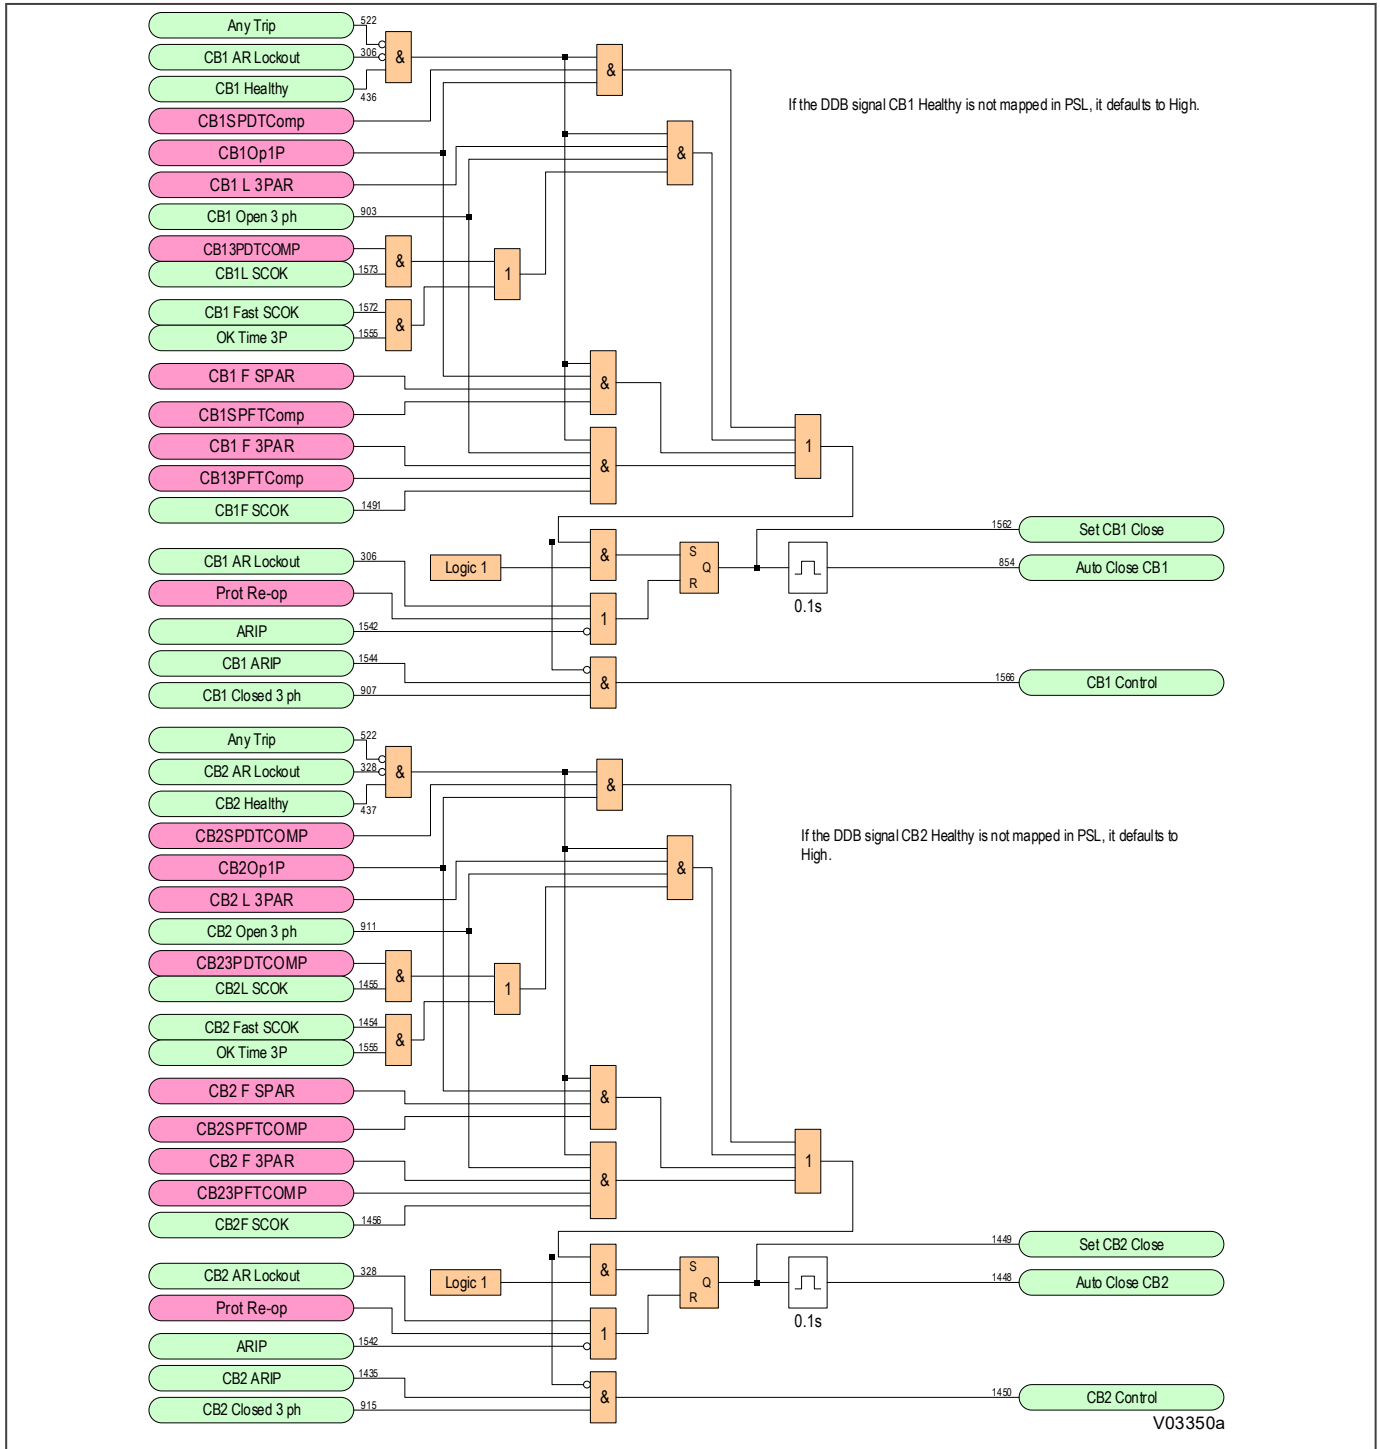 Any Trip
522
CB1 AR Lockout
306
&
CB1 Healthy
436
&
If the DDB signal CB1 Healthy is not mapped in PSL, it defaults to High.
CB1SPDTComp
CB1Op1P
&
CB1 L 3PAR
CB1 Open 3 ph
903
CB13PDTCOMP
&
CB1L SCOK
1573
1
CB1 Fast SCOK
1572
&
OK Time 3P
1555
CB1 F SPAR
&
CB1SPFTComp
CB1 F 3PAR
1
CB13PFTComp
&
CB1F SCOK
1491
1562
Set CB1 Close
CB1 AR Lockout
306
Logic 1
&
S
Q
R
0.1s
854
Auto Close CB1
Prot Re-op
1
ARIP
1542
CB1 ARIP
1544
&
1566
CB1 Control
CB1 Closed 3 ph
907
Any Trip
522
CB2 AR Lockout
328
&
CB2 Healthy
437
&
If the DDB signal CB2 Healthy is not mapped in PSL, it defaults to
High.
CB2SPDTCOMP
CB2Op1P
&
CB2 L 3PAR
CB2 Open 3 ph
911
CB23PDTCOMP
&
CB2L SCOK
1455
1
CB2 Fast SCOK
1454
&
OK Time 3P
1555
CB2 F SPAR
&
CB2SPFTCOMP
CB2 F 3PAR
1
CB23PFTCOMP
&
CB2F SCOK
1456
1449
Set CB2 Close
CB2 AR Lockout
328
Logic 1
&
S
Q
R
0.1s
1448
Auto Close CB2
Prot Re-op
1
ARIP
1542
CB2 ARIP
1435
&
1450
CB2 Control
CB2 Closed 3 ph
915
V03350a